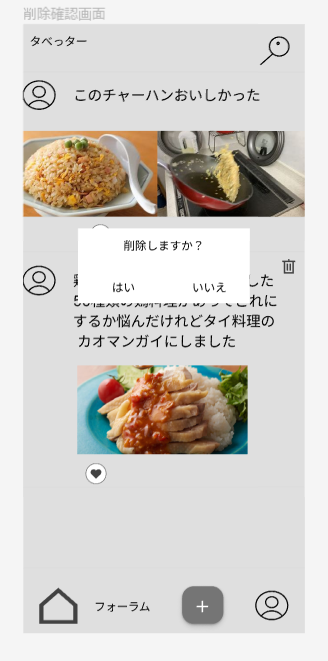 削除確認画面
タベッター
このチャーハンおいしかった
削除しますか？
はい
いいえ
した
するか悩んだけれどタイ料理の
カオマンガイにしました
フォーラム